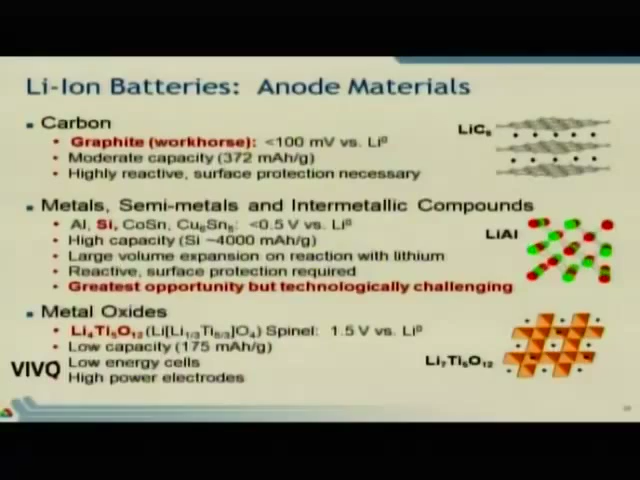 Li-Ion Batteries: Anode Materials
▪ Carbon
• Graphite (workhorse): <100 mV vs. Li⁰
• Moderate capacity (372 mAh/g)
• Highly reactive, surface protection necessary
LiC₆
▪ Metals, Semi-metals and Intermetallic Compounds
• Al, Si, CoSn, Cu₆Sn₅: <0.5 V vs. Li⁰
• High capacity (Si ~4000 mAh/g)
• Large volume expansion on reaction with lithium
• Reactive, surface protection required
• Greatest opportunity but technologically challenging
LiAl
▪ Metal Oxides
• Li₄Ti₅O₁₂ (Li[Li₁/₃Ti₅/₃]O₄) Spinel: 1.5 V vs. Li⁰
• Low capacity (175 mAh/g)
Low energy cells
High power electrodes
Li₇Ti₅O₁₂
VIVQ